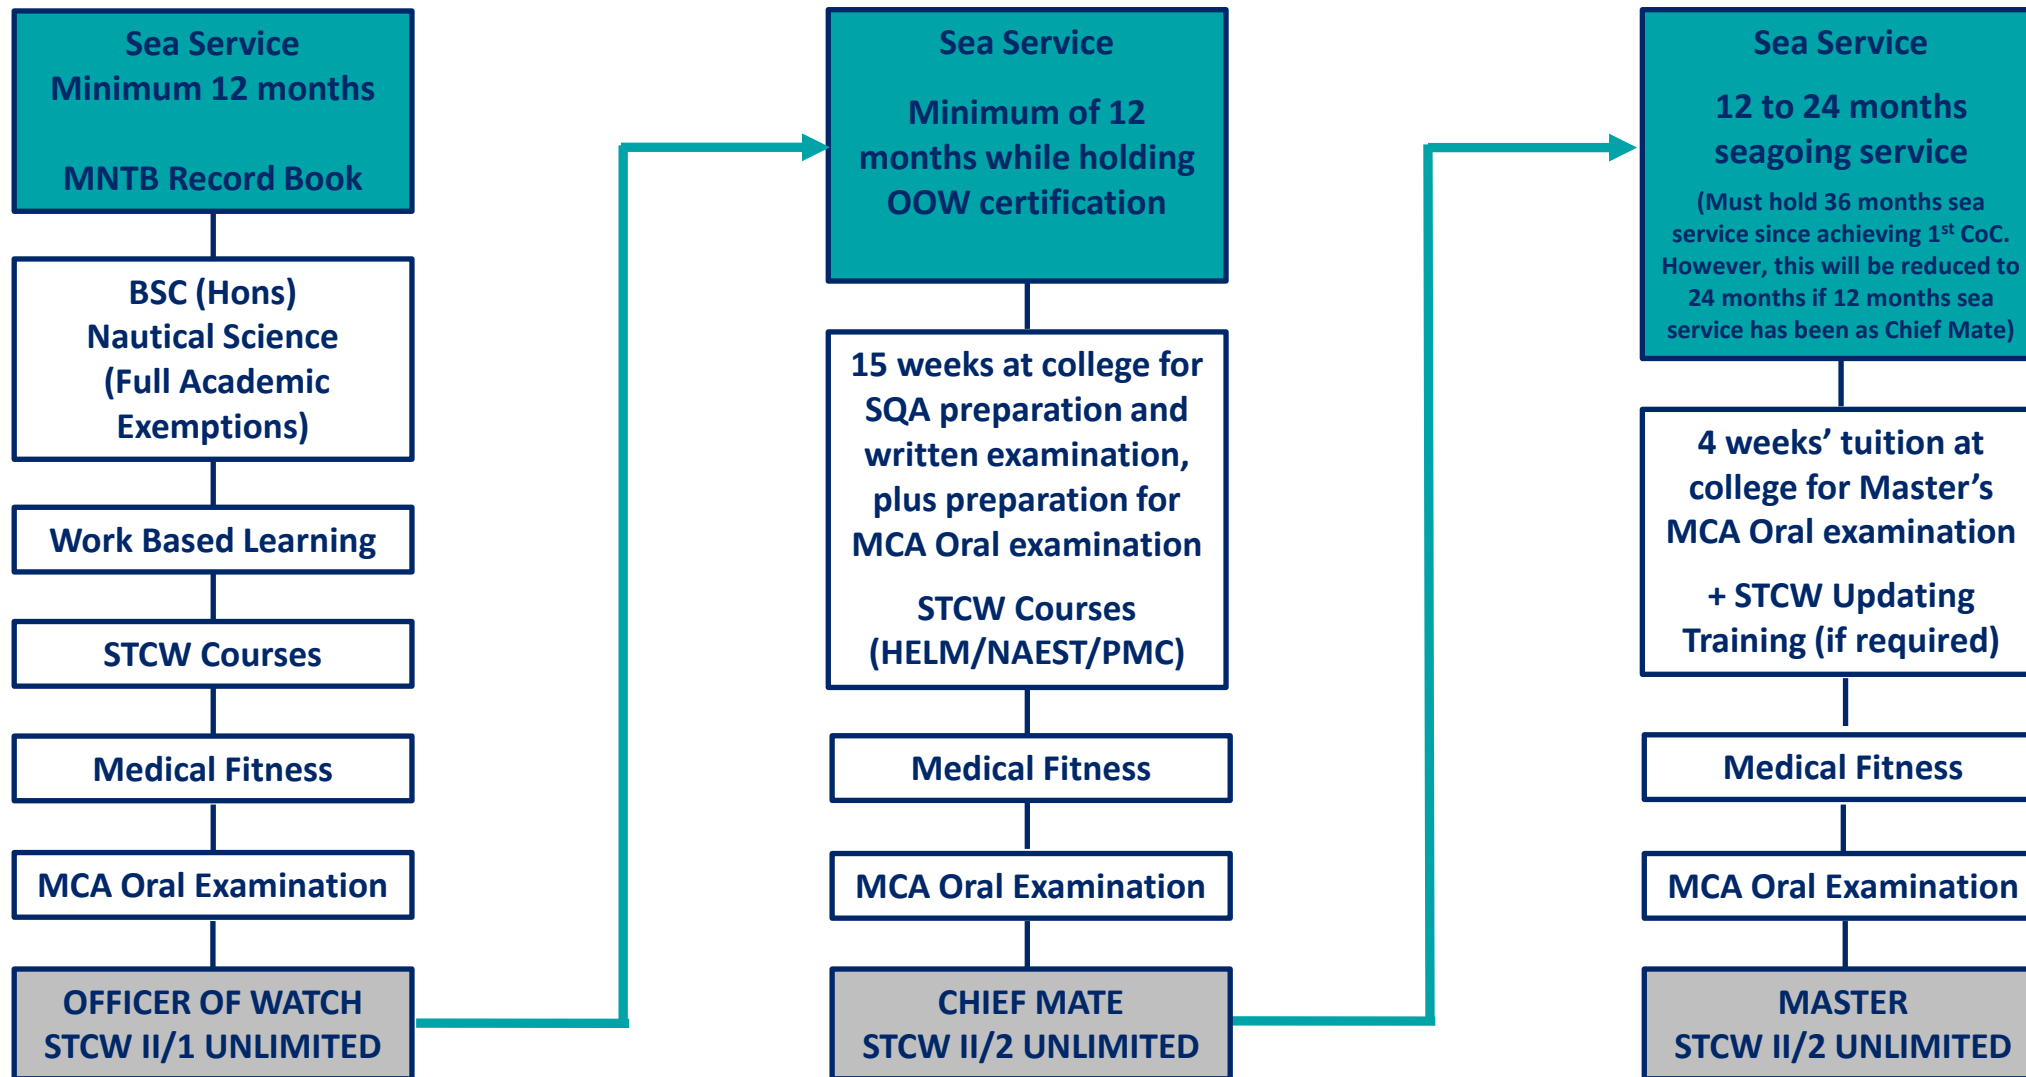 Sea Service
Minimum 12 months
MNTB Record Book
BSC (Hons)
Nautical Science
(Full Academic
Exemptions)
Work Based Learning
STCW Courses
Medical Fitness
MCA Oral Examination
OFFICER OF WATCH
STCW II/1 UNLIMITED
Sea Service
Minimum of 12
months while holding
OOW certification
15 weeks at college for
SQA preparation and
written examination,
plus preparation for
MCA Oral examination
STCW Courses
(HELM/NAEST/PMC)
Medical Fitness
MCA Oral Examination
CHIEF MATE
STCW II/2 UNLIMITED
Sea Service
12 to 24 months
seagoing service
(Must hold 36 months sea
service since achieving 1st CoC.
However, this will be reduced to
24 months if 12 months sea
service has been as Chief Mate)
4 weeks’ tuition at
college for Master’s
MCA Oral examination
+ STCW Updating
Training (if required)
Medical Fitness
MCA Oral Examination
MASTER
STCW II/2 UNLIMITED